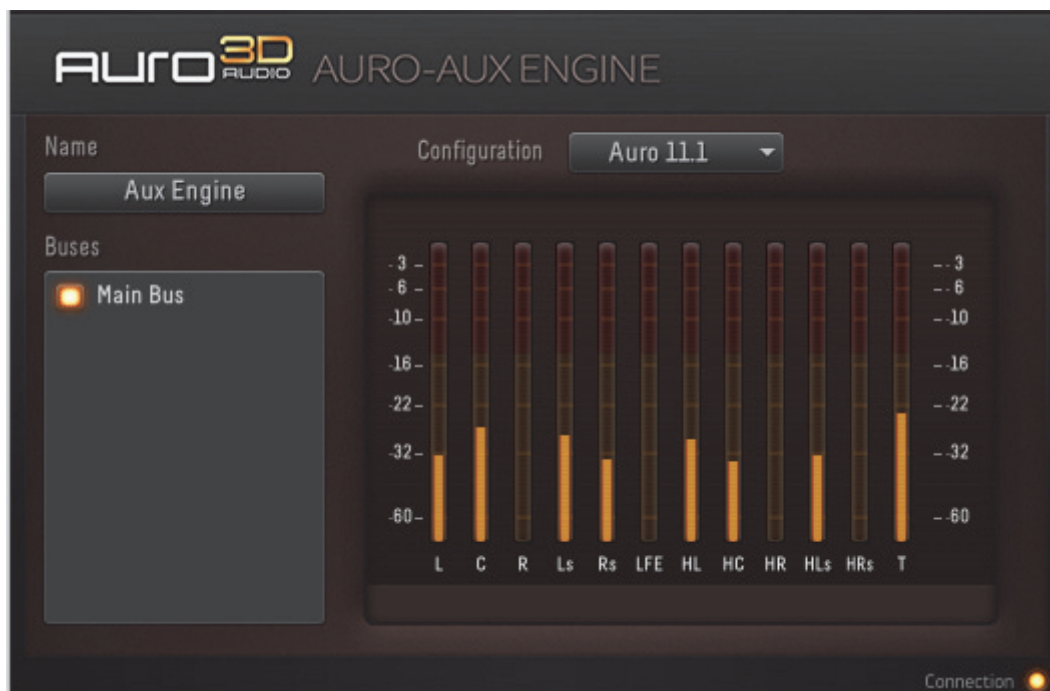 AURO 3D AUDIO AURO-AUX ENGINE
Name
Configuration Auro 11.1
Aux Engine
Buses
Main Bus
-3 - - -3
-6 - - -6
-10 - - -10
-16 - - -16
-22 - - -22
-32 - - -32
-60 - - -60
L C R Ls Rs LFE HL HC HR HLs HRs T
Connection